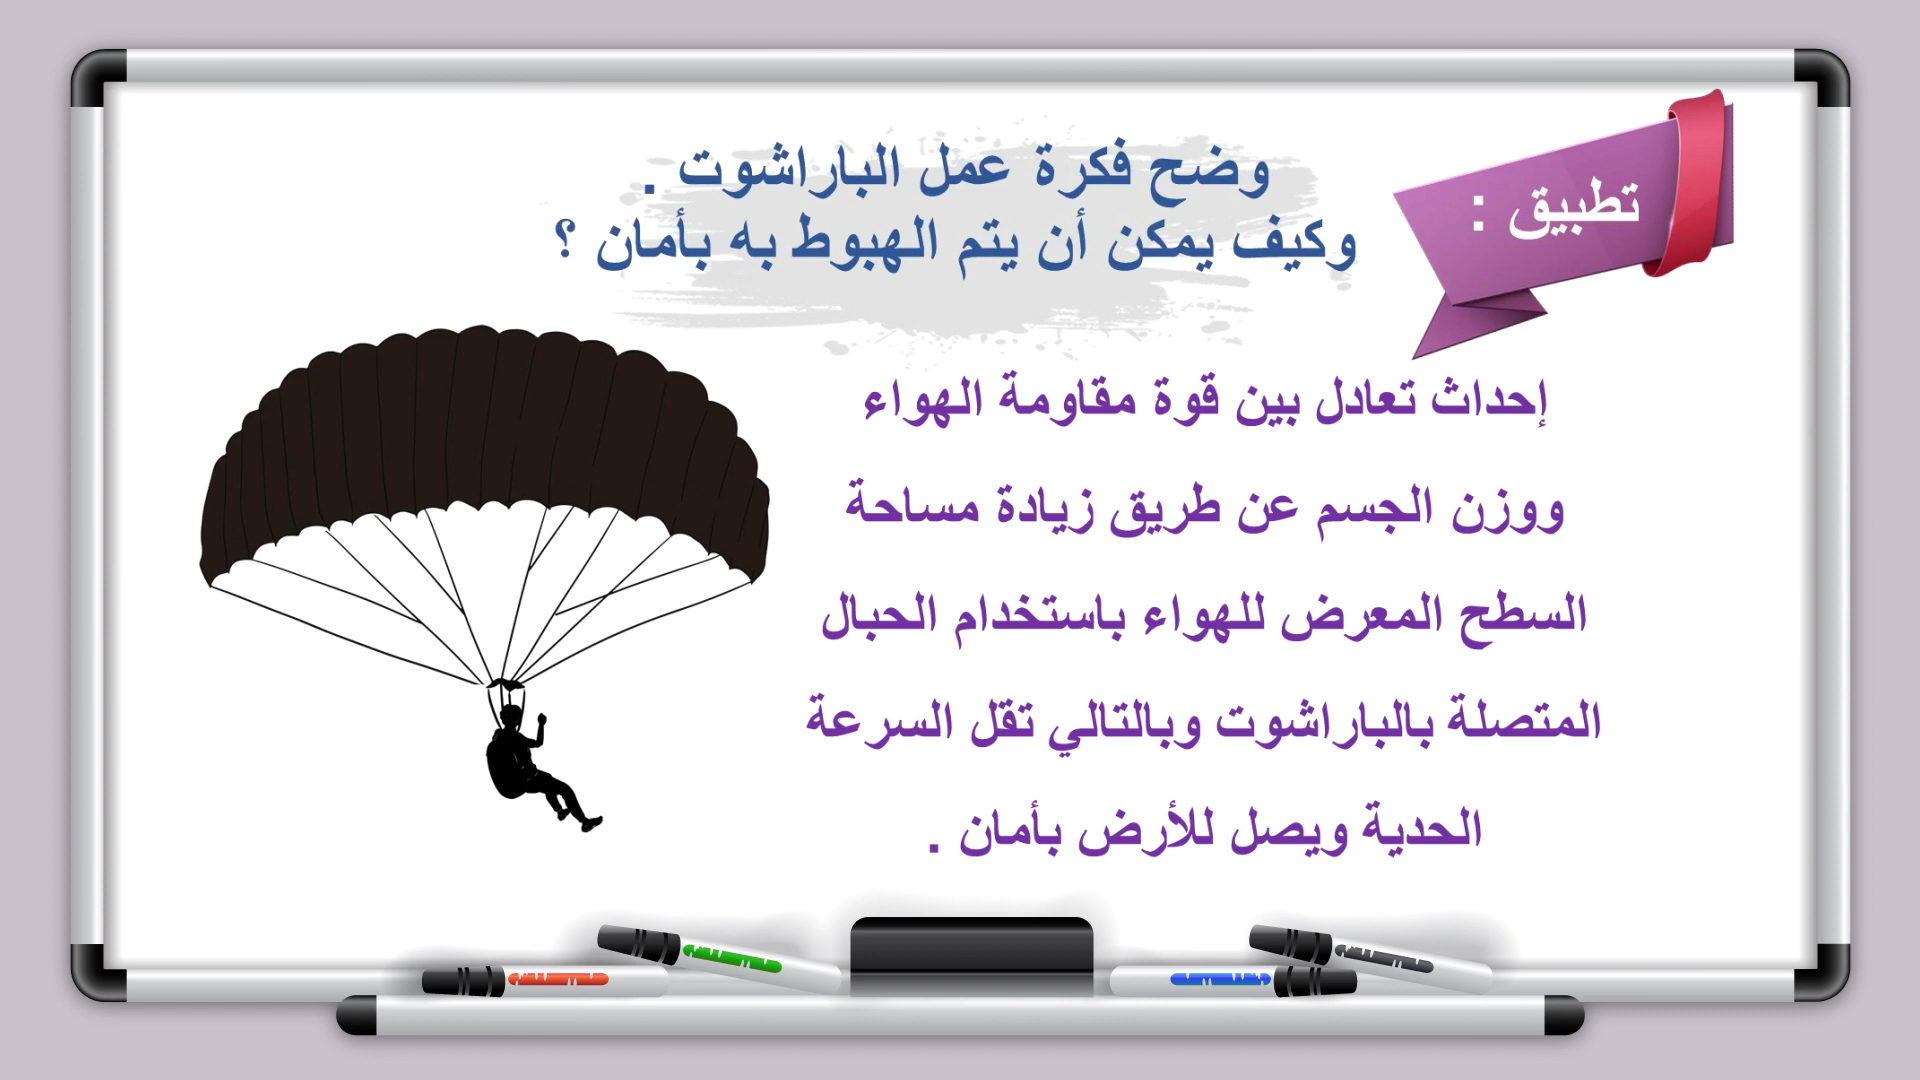 تطبيق :
وضح فكرة عمل الباراشوت .
وكيف يمكن أن يتم الهبوط به بأمان ؟
إحداث تعادل بين قوة مقاومة الهواء
ووزن الجسم عن طريق زيادة مساحة
السطح المعرض للهواء باستخدام الحبال
المتصلة بالباراشوت وبالتالي تقل السرعة
الحدية ويصل للأرض بأمان .